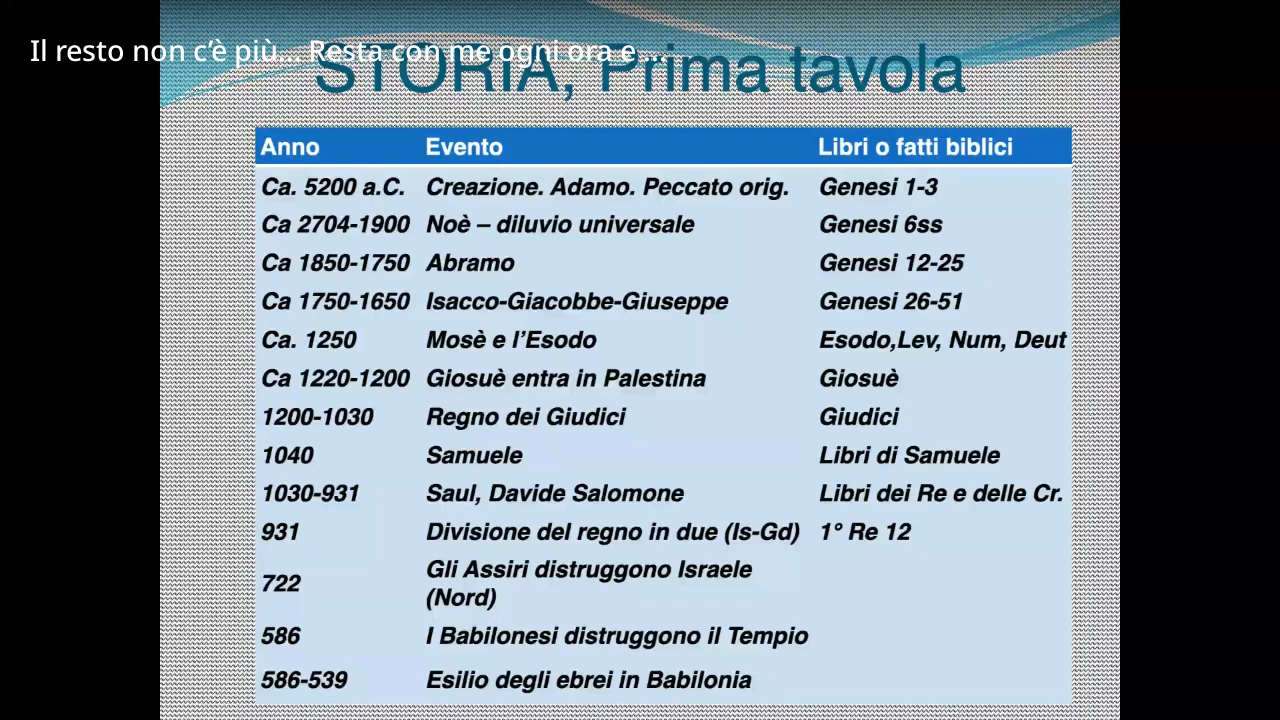 Il resto non c'è più... Resta con me ogni ora e...
STORIA, Prima tavola
Anno Evento Libri o fatti biblici
Ca. 5200 a.C. Creazione. Adamo. Peccato orig. Genesi 1-3
Ca 2704-1900 Noè – diluvio universale Genesi 6ss
Ca 1850-1750 Abramo Genesi 12-25
Ca 1750-1650 Isacco-Giacobbe-Giuseppe Genesi 26-51
Ca. 1250 Mosè e l'Esodo Esodo,Lev, Num, Deut
Ca 1220-1200 Giosuè entra in Palestina Giosuè
1200-1030 Regno dei Giudici Giudici
1040 Samuele Libri di Samuele
1030-931 Saul, Davide Salomone Libri dei Re e delle Cr.
931 Divisione del regno in due (Is-Gd) 1° Re 12
722 Gli Assiri distruggono Israele
(Nord)
586 I Babilonesi distruggono il Tempio
586-539 Esilio degli ebrei in Babilonia